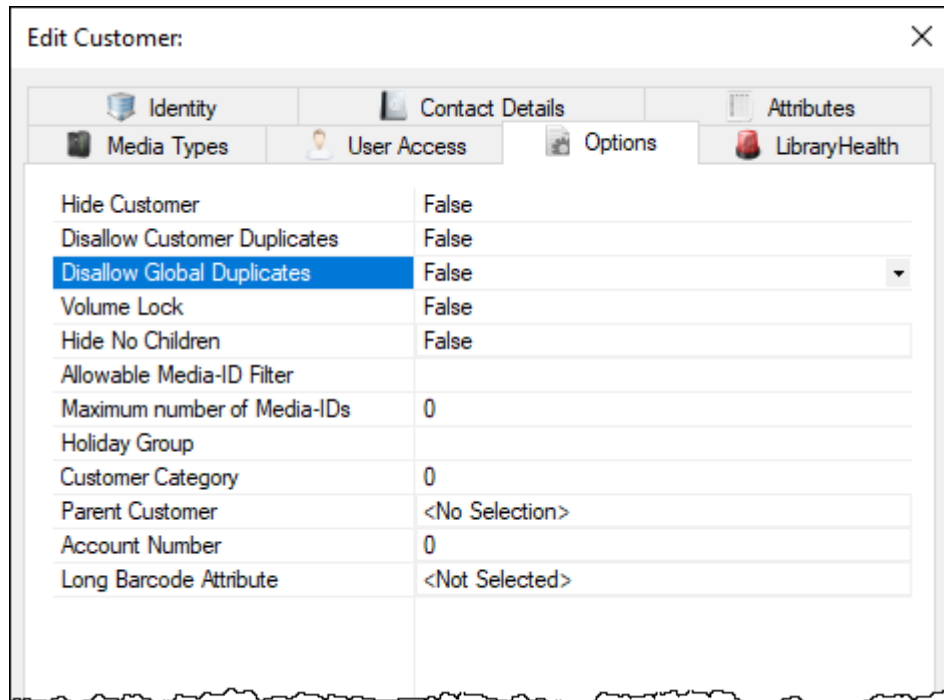 Edit Customer:
Identity Contact Details Attributes
Media Types User Access Options LibraryHealth
Hide Customer False
Disallow Customer Duplicates False
Disallow Global Duplicates False
Volume Lock False
Hide No Children False
Allowable Media-ID Filter
Maximum number of Media-IDs 0
Holiday Group
Customer Category 0
Parent Customer <No Selection>
Account Number 0
Long Barcode Attribute <Not Selected>